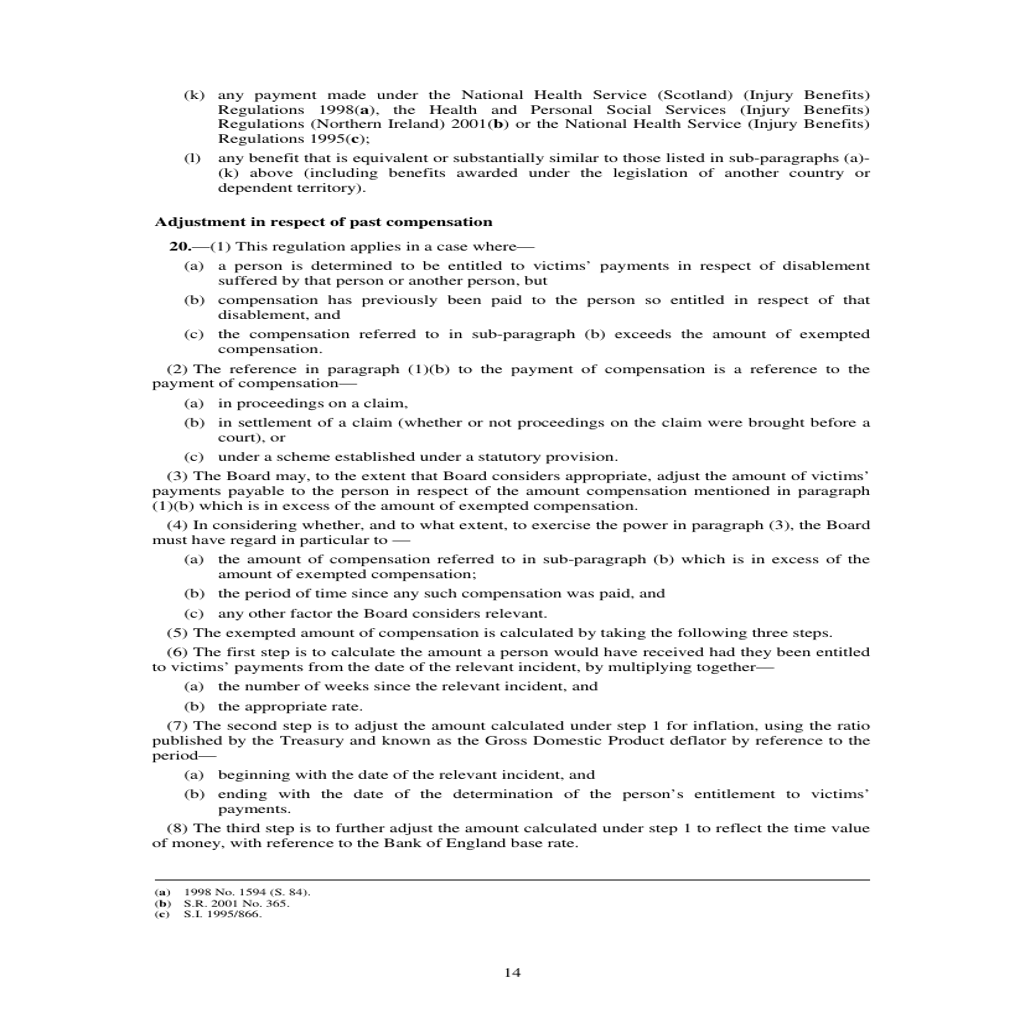 (k) any payment made under the National Health Service (Scotland) (Injury Benefits)
Regulations 1998(a), the Health and Personal Social Services (Injury Benefits)
Regulations (Northern Ireland) 2001(b) or the National Health Service (Injury Benefits)
Regulations 1995(c);
(l) any benefit that is equivalent or substantially similar to those listed in sub-paragraphs (a)-
(k) above (including benefits awarded under the legislation of another country or
dependent territory).
Adjustment in respect of past compensation
20.—(1) This regulation applies in a case where—
(a) a person is determined to be entitled to victims’ payments in respect of disablement
suffered by that person or another person, but
(b) compensation has previously been paid to the person so entitled in respect of that
disablement, and
(c) the compensation referred to in sub-paragraph (b) exceeds the amount of exempted
compensation.
(2) The reference in paragraph (1)(b) to the payment of compensation is a reference to the
payment of compensation—
(a) in proceedings on a claim,
(b) in settlement of a claim (whether or not proceedings on the claim were brought before a
court), or
(c) under a scheme established under a statutory provision.
(3) The Board may, to the extent that Board considers appropriate, adjust the amount of victims’
payments payable to the person in respect of the amount compensation mentioned in paragraph
(1)(b) which is in excess of the amount of exempted compensation.
(4) In considering whether, and to what extent, to exercise the power in paragraph (3), the Board
must have regard in particular to —
(a) the amount of compensation referred to in sub-paragraph (b) which is in excess of the
amount of exempted compensation;
(b) the period of time since any such compensation was paid, and
(c) any other factor the Board considers relevant.
(5) The exempted amount of compensation is calculated by taking the following three steps.
(6) The first step is to calculate the amount a person would have received had they been entitled
to victims’ payments from the date of the relevant incident, by multiplying together—
(a) the number of weeks since the relevant incident, and
(b) the appropriate rate.
(7) The second step is to adjust the amount calculated under step 1 for inflation, using the ratio
published by the Treasury and known as the Gross Domestic Product deflator by reference to the
period—
(a) beginning with the date of the relevant incident, and
(b) ending with the date of the determination of the person’s entitlement to victims’
payments.
(8) The third step is to further adjust the amount calculated under step 1 to reflect the time value
of money, with reference to the Bank of England base rate.
(a) 1998 No. 1594 (S. 84).
(b) S.R. 2001 No. 365.
(c) S.I. 1995/866.
14